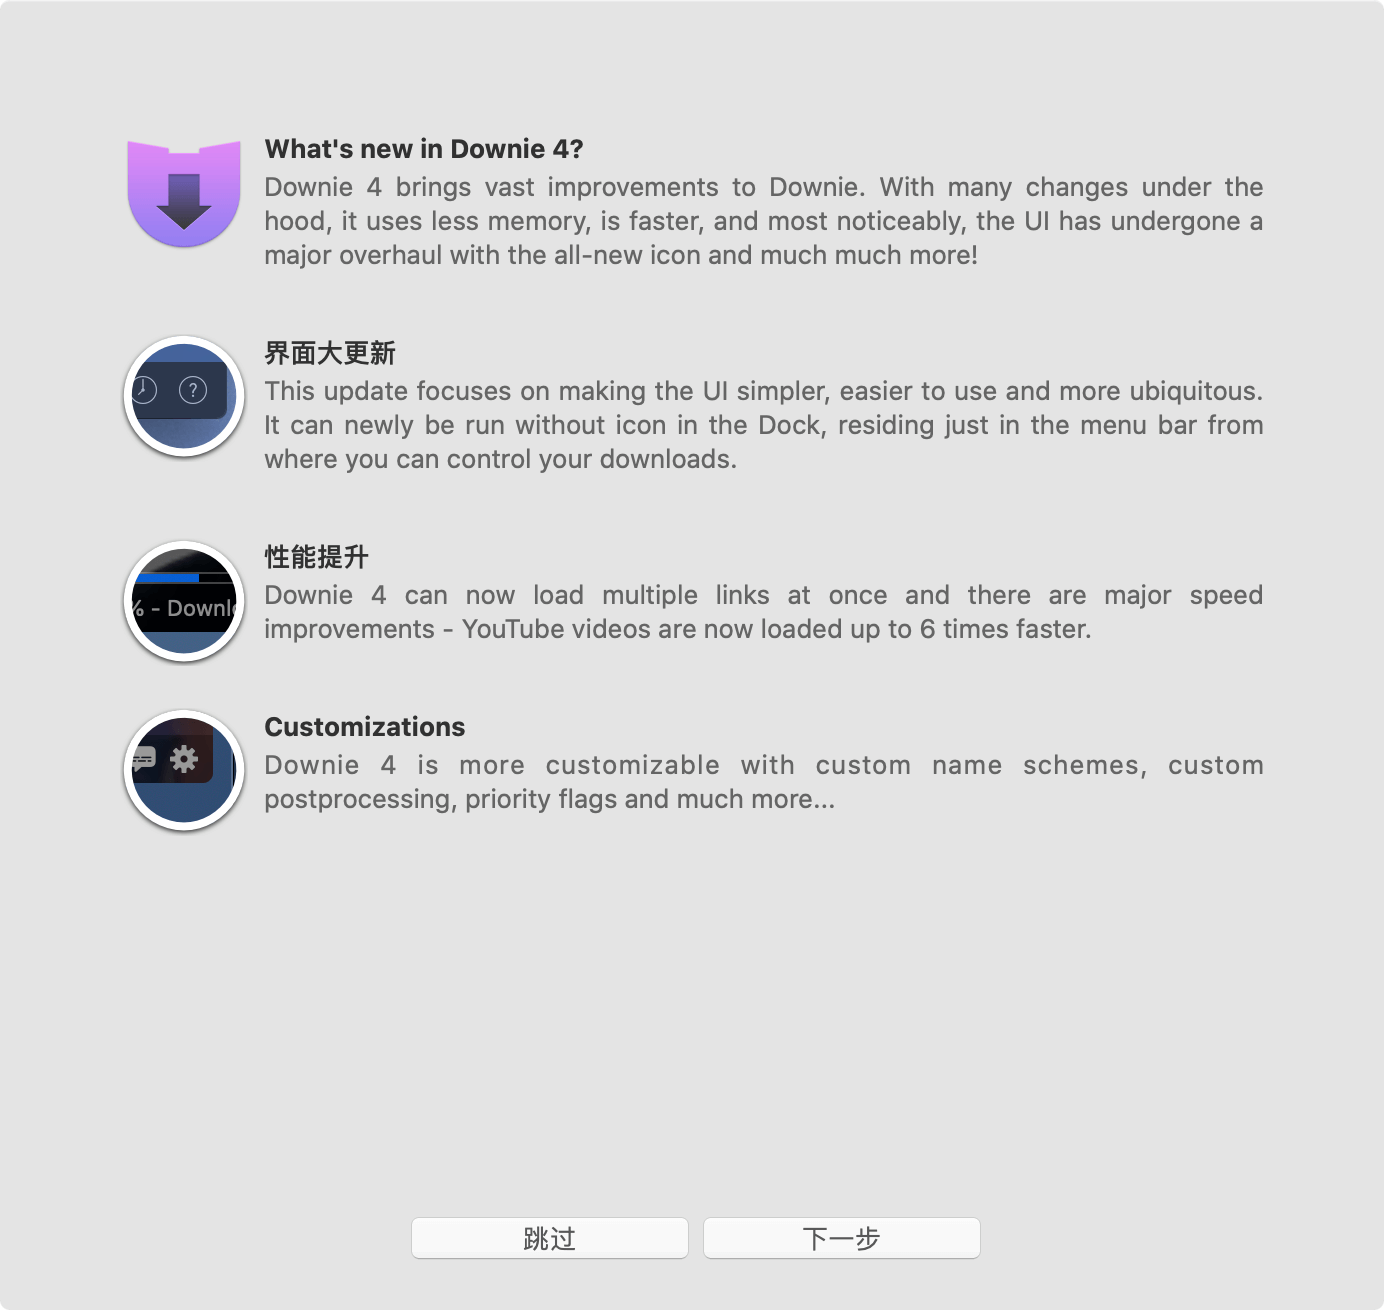 What's new in Downie 4?
Downie 4 brings vast improvements to Downie. With many changes under the
hood, it uses less memory, is faster, and most noticeably, the UI has undergone a
major overhaul with the all-new icon and much much more!
?
界面大更新
This update focuses on making the UI simpler, easier to use and more ubiquitous.
It can newly be run without icon in the Dock, residing just in the menu bar from
where you can control your downloads.
% - Downlo
性能提升
Downie 4 can now load multiple links at once and there are major speed
improvements - YouTube videos are now loaded up to 6 times faster.
Customizations
Downie 4 is more customizable with custom name schemes, custom
postprocessing, priority flags and much more...
跳过
下一步